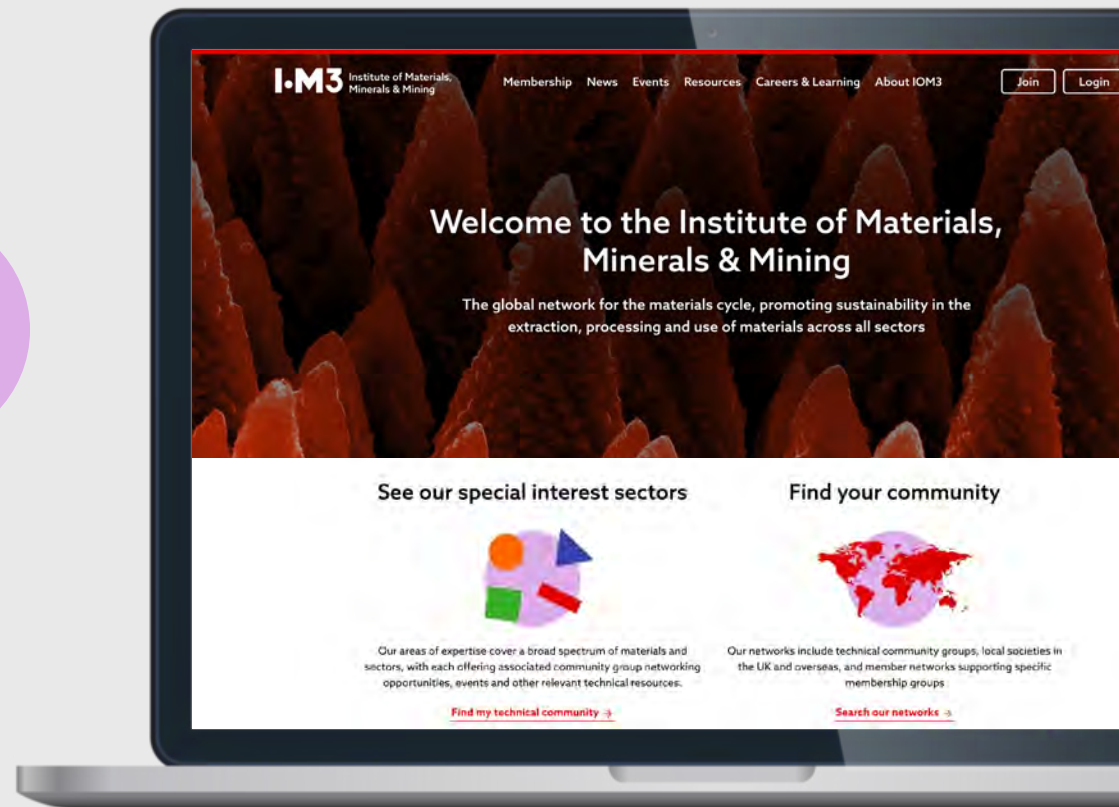 I·M3 Institute of Materials,
Minerals & Mining
Membership News Events Resources Careers & Learning About IOM3 Join Login
Welcome to the Institute of Materials,
Minerals & Mining
The global network for the materials cycle, promoting sustainability in the
extraction, processing and use of materials across all sectors
See our special interest sectors
Our areas of expertise cover a broad spectrum of materials and
sectors, with each offering associated community group networking
opportunities, events and other relevant technical resources.
Find my technical community →
Find your community
Our networks include technical community groups, local societies in
the UK and overseas, and member networks supporting specific
membership groups
Search our networks →